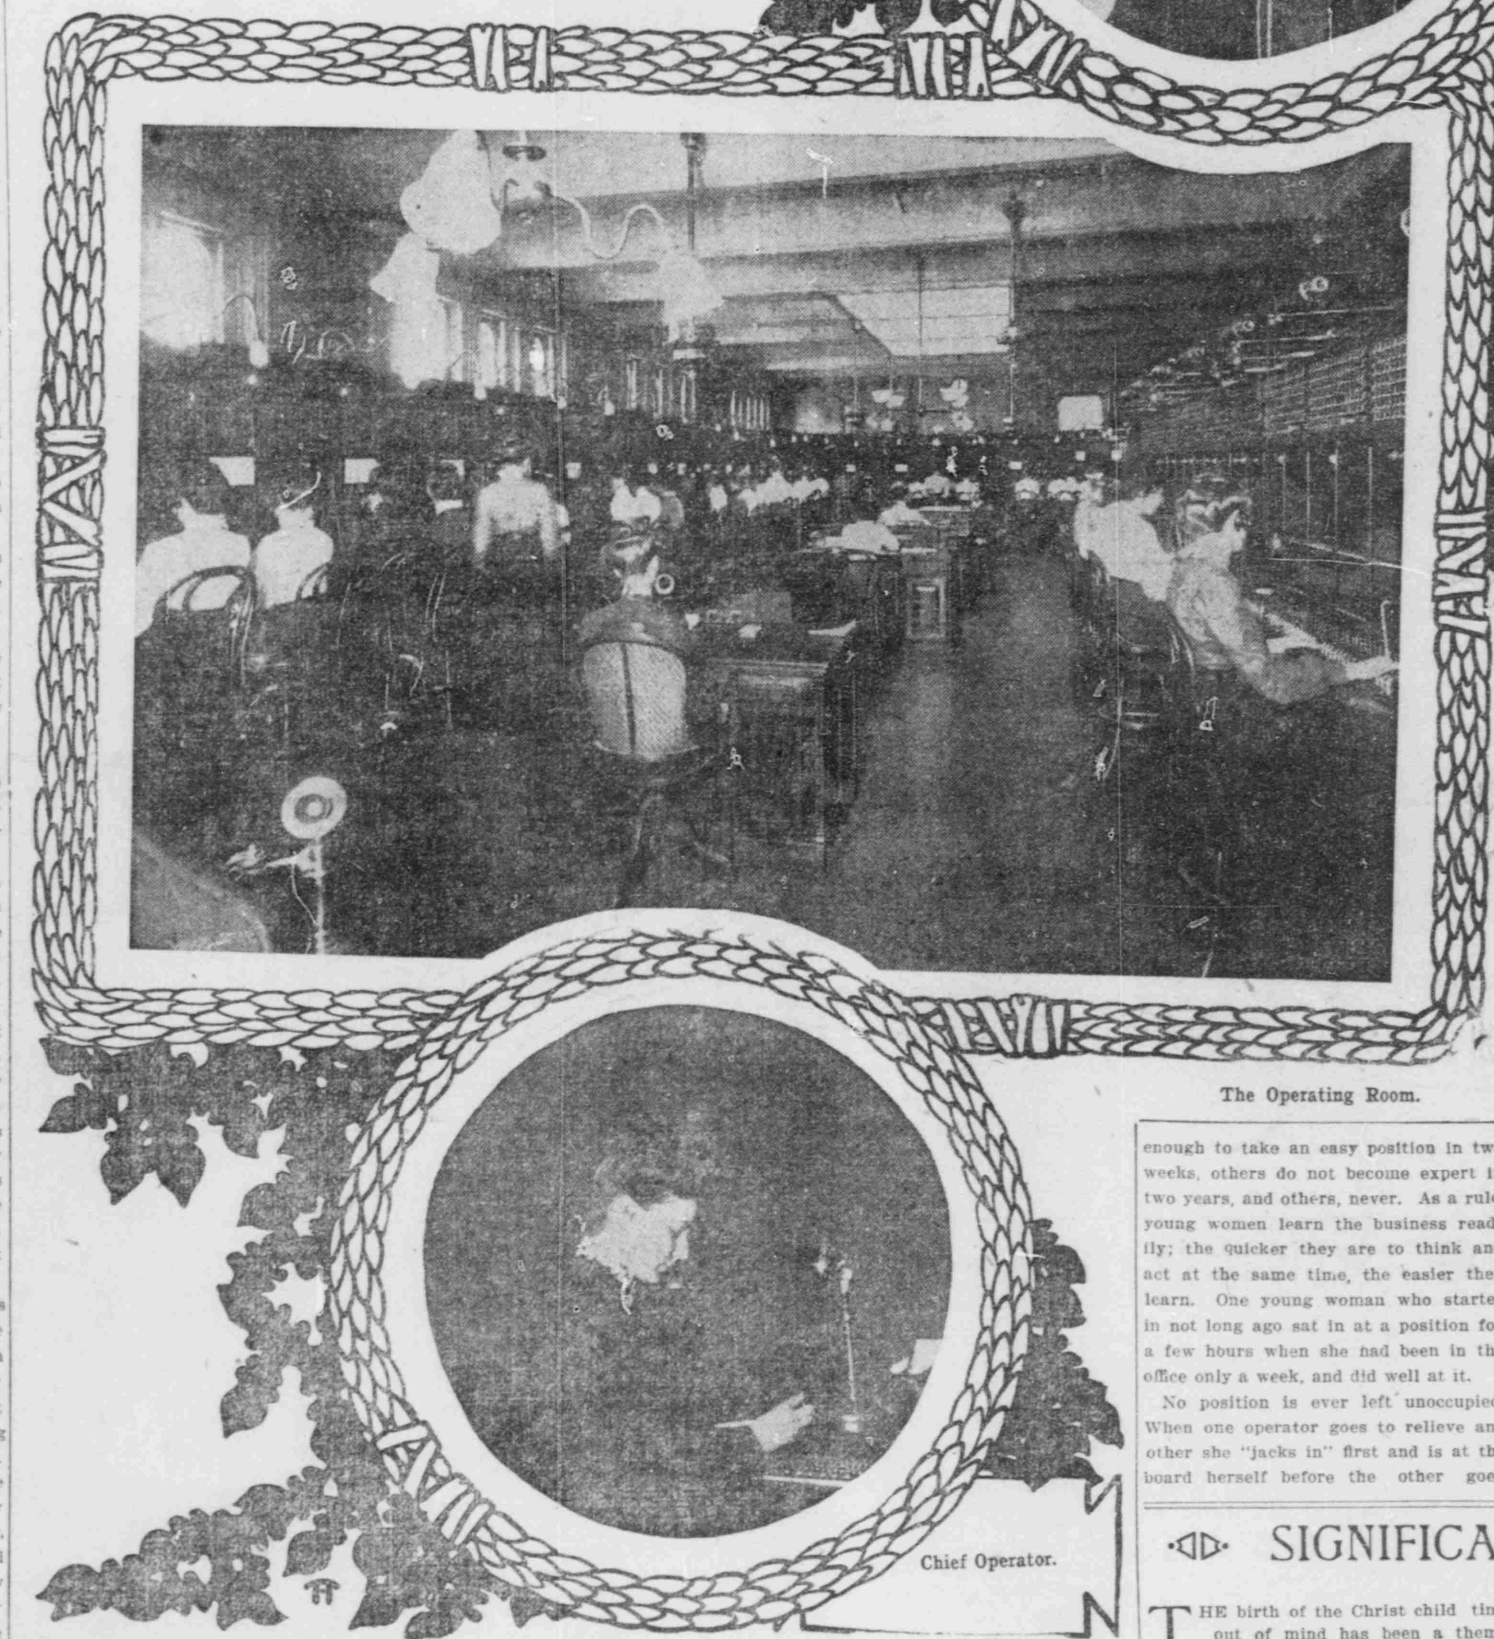 The Operating Room.
enough to take an easy position in tw
weeks, others do not become expert i
two years, and others, never. As a rul
young women learn the business read
ily; the quicker they are to think an
act at the same time, the easier the
learn. One young woman who starte
in not long ago sat in at a position fo
a few hours when she had been in th
office only a week, and did well at it.
No position is ever left unoccupied
When one operator goes to relieve an
other she "jacks in" first and is at th
board herself before the other goe
SIGNIFICA
THE birth of the Christ child tim
out of mind has been a them
Chief Operator.